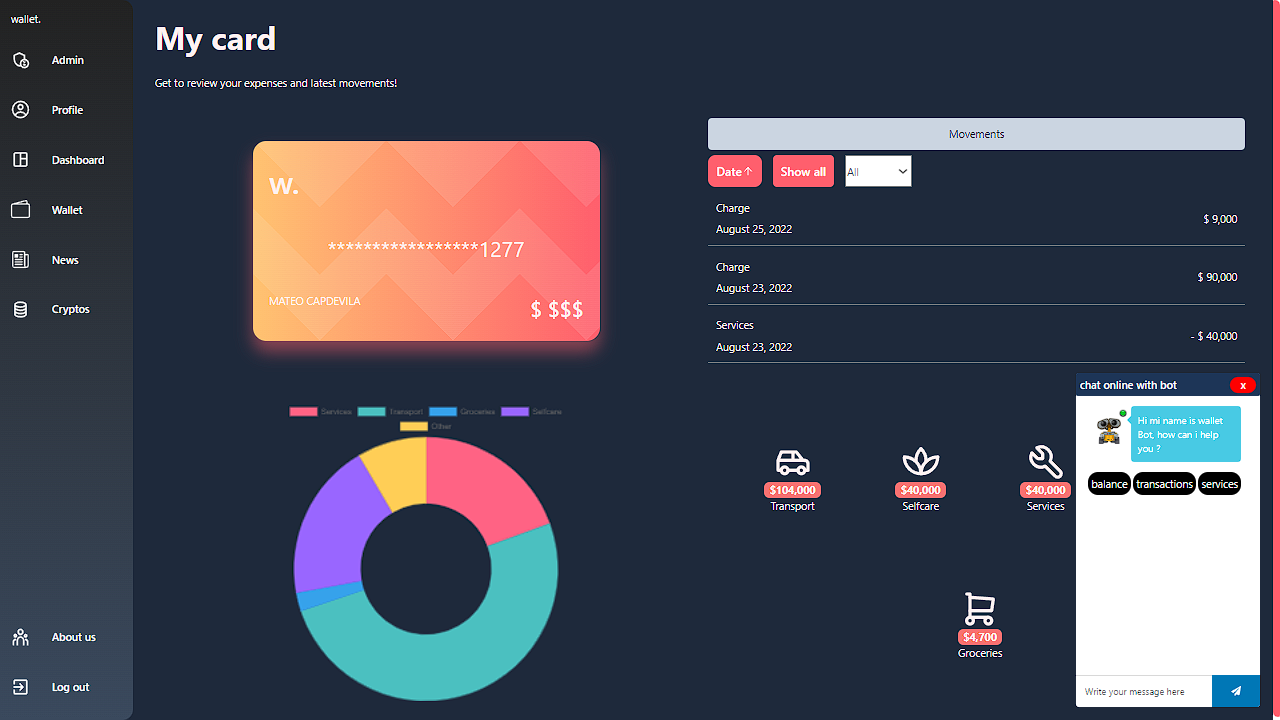 wallet.
Admin
Profile
Dashboard
Wallet
News
Cryptos
About us
Log out
My card
Get to review your expenses and latest movements!
w.
*****************1277
MATEO CAPDEVILA
$ $$$
Services Transport Groceries Selfcare
Other
Movements
Date↑ Show all All
Charge
August 25, 2022
$ 9,000
Charge
August 23, 2022
$ 90,000
Services
August 23, 2022
- $ 40,000
$104,000
Transport
$40,000
Selfcare
$40,000
Services
$4,700
Groceries
chat online with bot x
Hi mi name is wallet
Bot, how can i help
you ?
balance transactions services
Write your message here